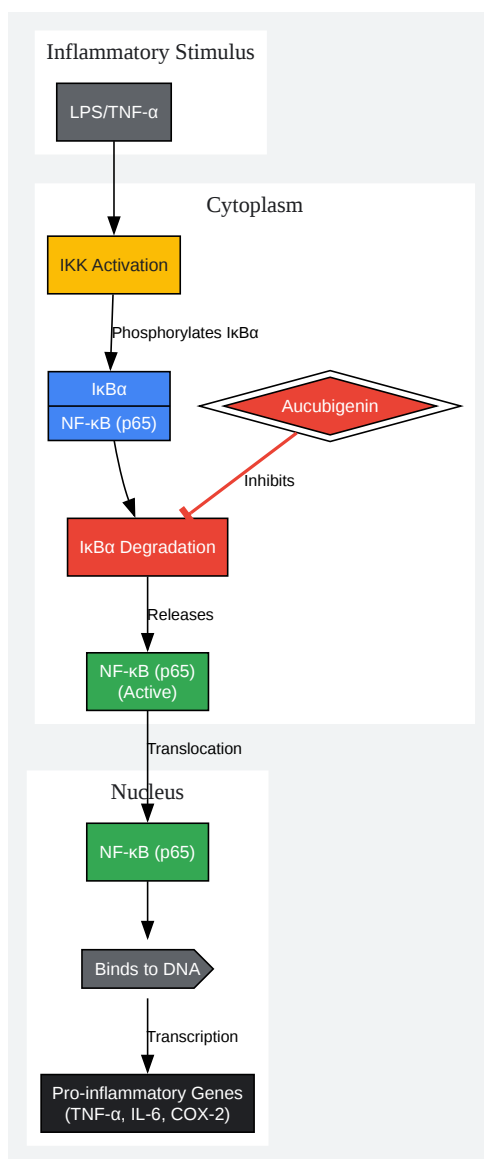 Inflammatory Stimulus
LPS/TNF-α
Cytoplasm
IKK Activation
Phosphorylates IκBα
IκBα
NF-κB (p65)
Aucubigenin
Inhibits
IκBα Degradation
Releases
NF-κB (p65)
(Active)
Translocation
Nucleus
NF-κB (p65)
Binds to DNA
Transcription
Pro-inflammatory Genes
(TNF-α, IL-6, COX-2)